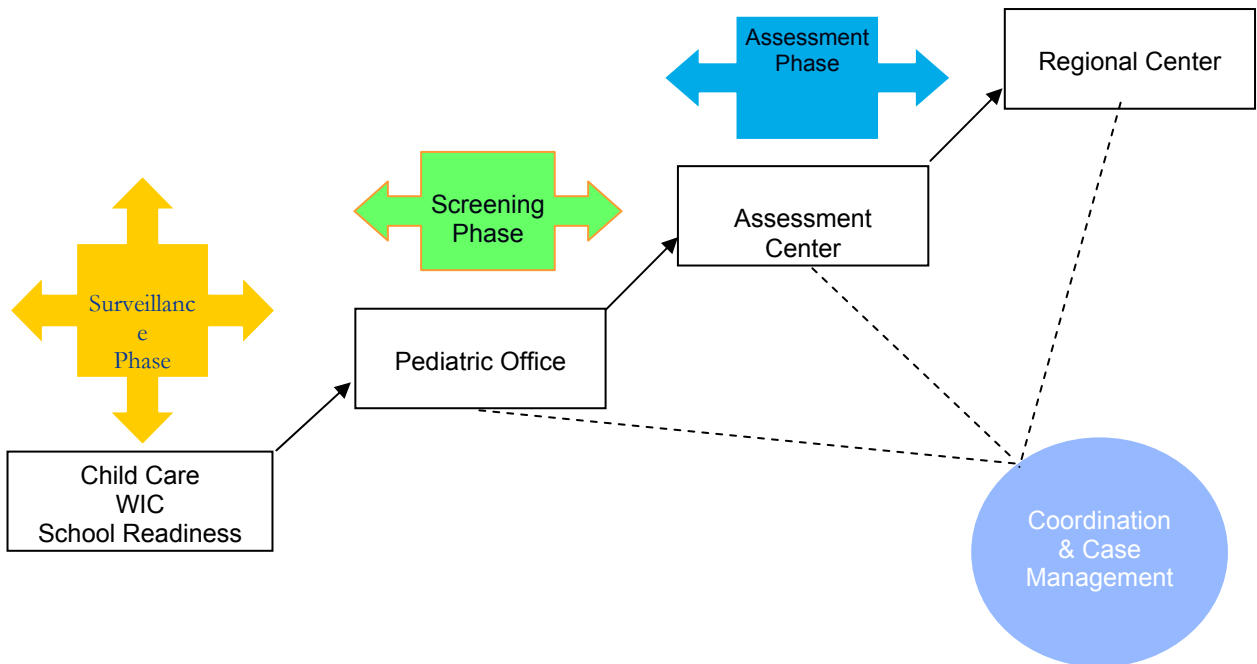 Assessment
Phase
Regional Center
Screening
Phase
Assessment
Center
Surveillanc
e
Phase
Pediatric Office
Child Care
WIC
School Readiness
Coordination
& Case
Management